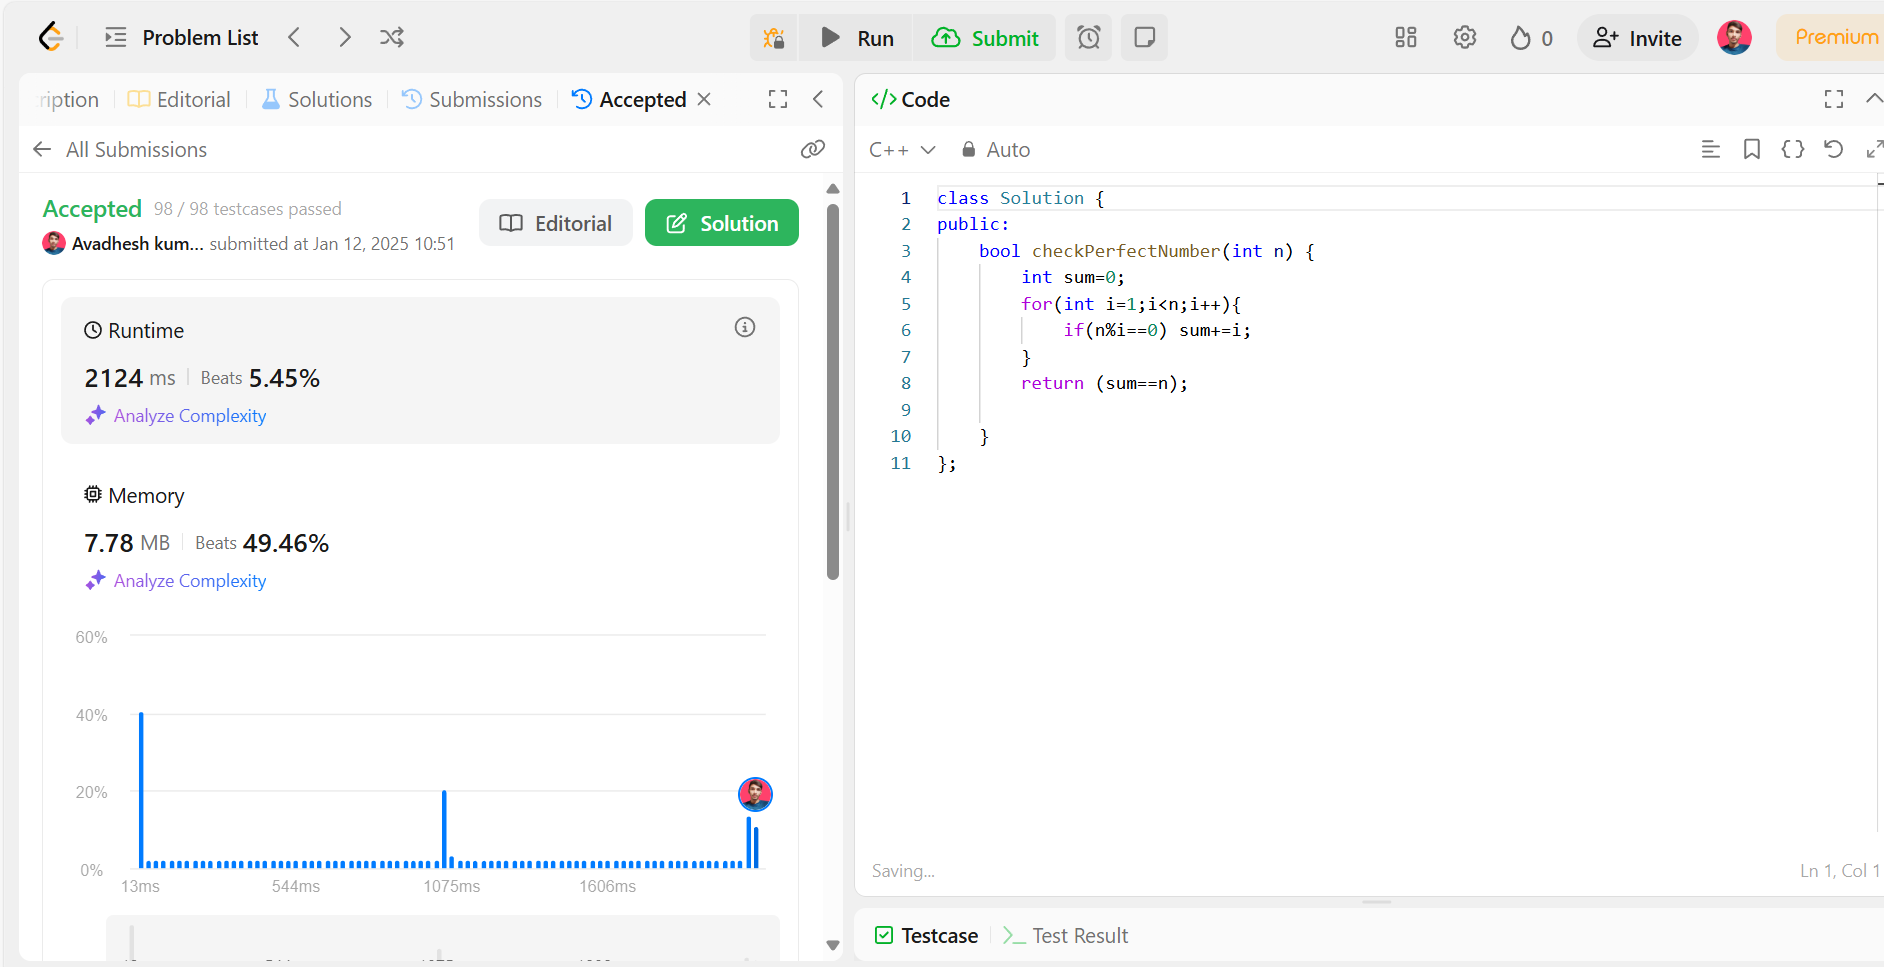 Problem List
Run
Submit
0
Invite
Premium
ription
Editorial
Solutions
Submissions
Accepted
All Submissions
Accepted 98 / 98 testcases passed
Avadhesh kum... submitted at Jan 12, 2025 10:51
Editorial
Solution
Runtime
2124 ms Beats 5.45%
Analyze Complexity
Memory
7.78 MB Beats 49.46%
Analyze Complexity
60%
40%
20%
0%
13ms 544ms 1075ms 1606ms
</> Code
C++ Auto
1 class Solution {
2 public:
3 bool checkPerfectNumber(int n) {
4 int sum=0;
5 for(int i=1;i<n;i++){
6 if(n%i==0) sum+=i;
7 }
8 return (sum==n);
9
10 }
11 };
Saving...
Ln 1, Col 1
Testcase
Test Result